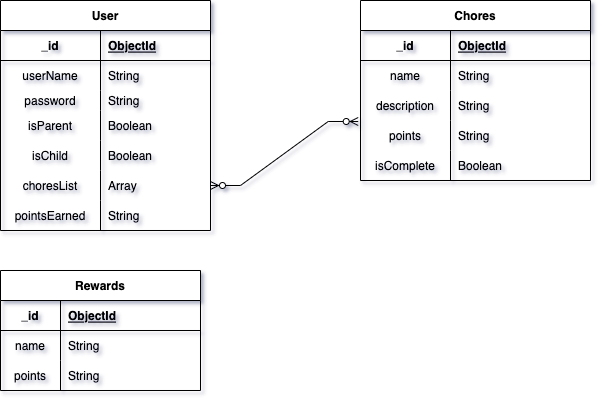 User
_id ObjectId
userName String
password String
isParent Boolean
isChild Boolean
choresList Array
pointsEarned String
Chores
_id ObjectId
name String
description String
points String
isComplete Boolean
Rewards
_id ObjectId
name String
points String